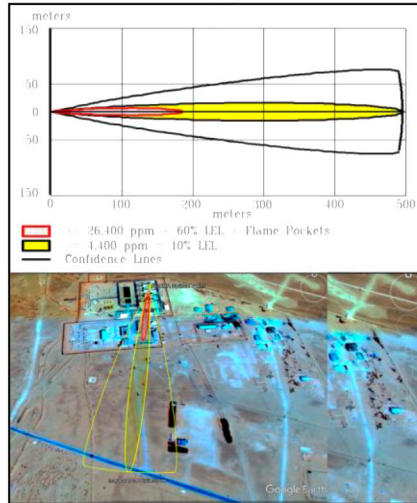 meters
150
50
0
50
150
0 100 200 300 400 500
meters
26,400 ppm = 60% LEL = Flame Pockets
4,400 ppm = 10% LEL
Confidence Lines
Google Earth